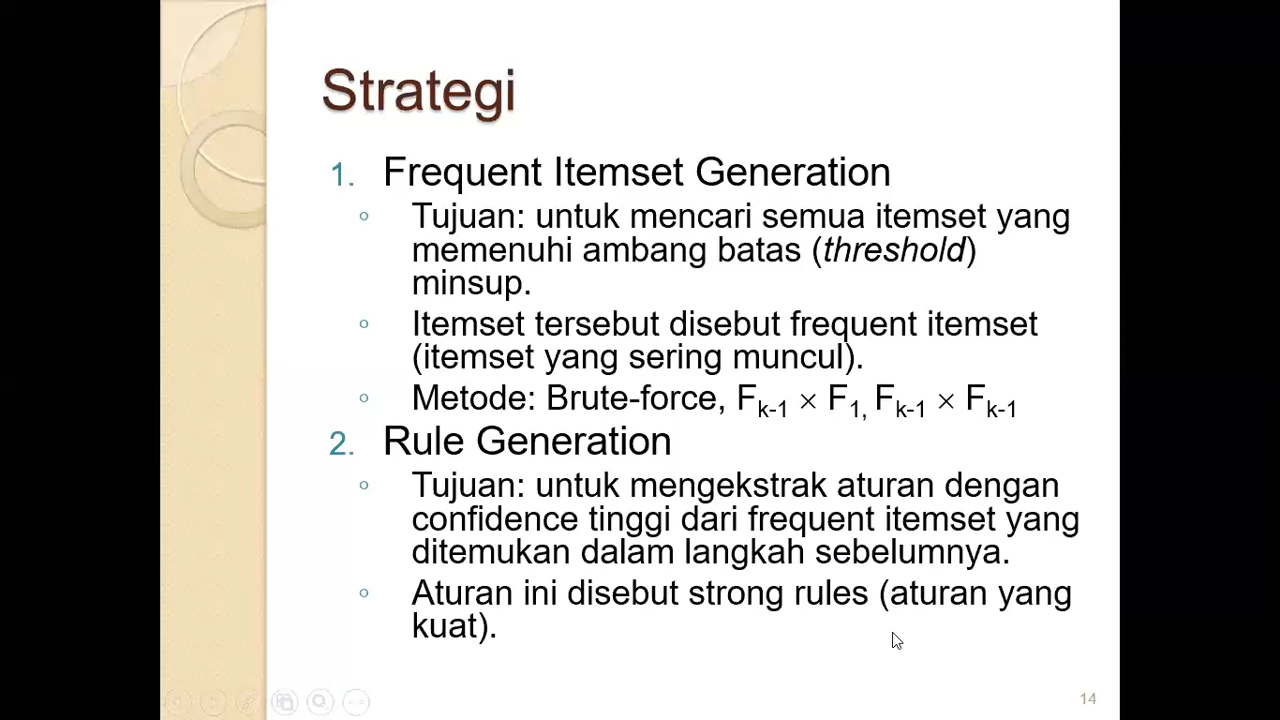 Strategi
1. Frequent Itemset Generation
◦ Tujuan: untuk mencari semua itemset yang
memenuhi ambang batas (threshold)
minsup.
◦ Itemset tersebut disebut frequent itemset
(itemset yang sering muncul).
◦ Metode: Brute-force, Fk-1 × F1, Fk-1 × Fk-1
2. Rule Generation
◦ Tujuan: untuk mengekstrak aturan dengan
confidence tinggi dari frequent itemset yang
ditemukan dalam langkah sebelumnya.
◦ Aturan ini disebut strong rules (aturan yang
kuat).
14